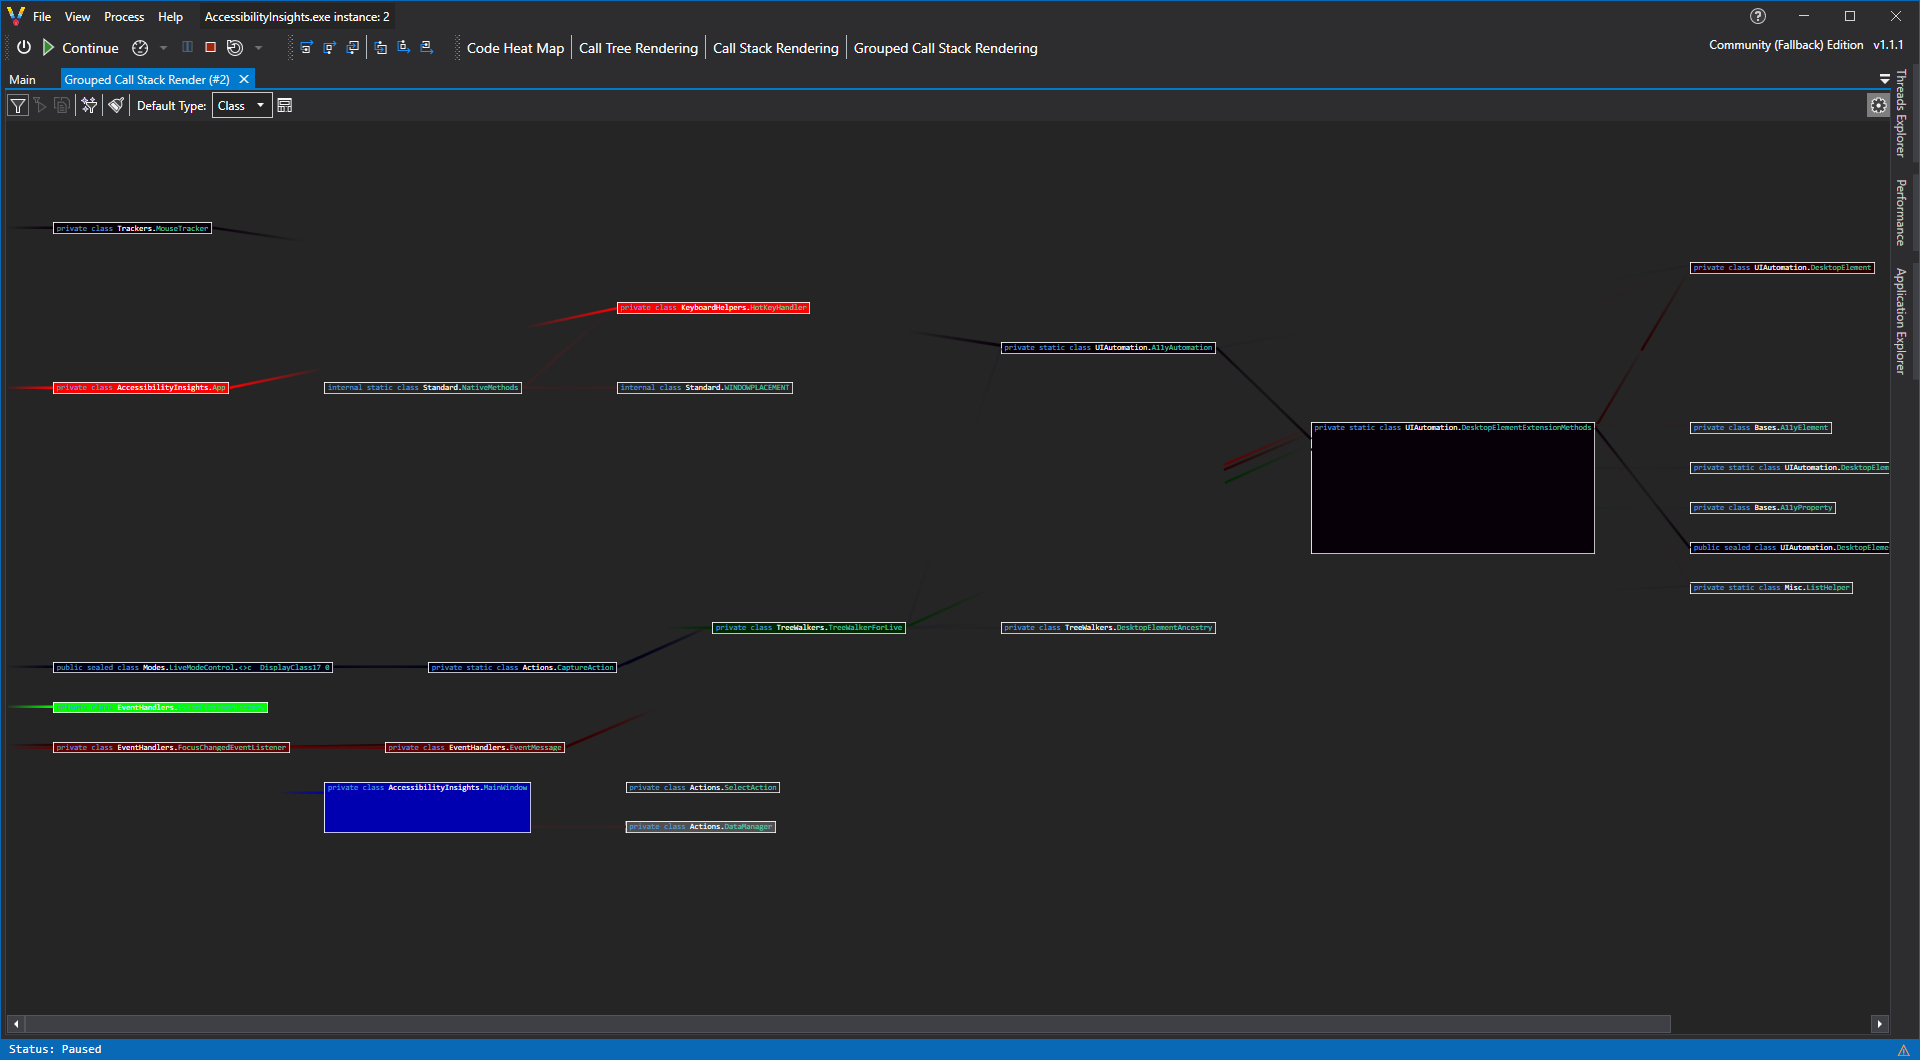 File View Process Help AccessibilityInsights.exe instance: 2
Continue Code Heat Map Call Tree Rendering Call Stack Rendering Grouped Call Stack Rendering Community (Fallback) Edition v1.1.1
Main Grouped Call Stack Render (#2)
Default Type: Class
Threads Explorer
Performance
Application Explorer
private class Trackers.MouseTracker
private class UIAutomation.DesktopElement
private class KeyboardHelpers.HotKeyHandler
private static class UIAutomation.A11yAutomation
private class AccessibilityInsights.App
internal static class Standard.NativeMethods
internal class Standard.WINDOWPLACEMENT
private static class UIAutomation.DesktopElementExtensionMethods
private class Bases.A11yElement
private static class UIAutomation.DesktopElem
private class Bases.A11yProperty
public sealed class UIAutomation.DesktopEleme
private static class Misc.ListHelper
private class TreeWalkers.TreeWalkerForLive
private class TreeWalkers.DesktopElementAncestry
public sealed class Modes.LiveModeControl.<>c DisplayClass17 0
private static class Actions.CaptureAction
EventHandlers.
private class EventHandlers.FocusChangedEventListener
private class EventHandlers.EventMessage
private class AccessibilityInsights.MainWindow
private class Actions.SelectAction
private class Actions.DataManager
Status: Paused